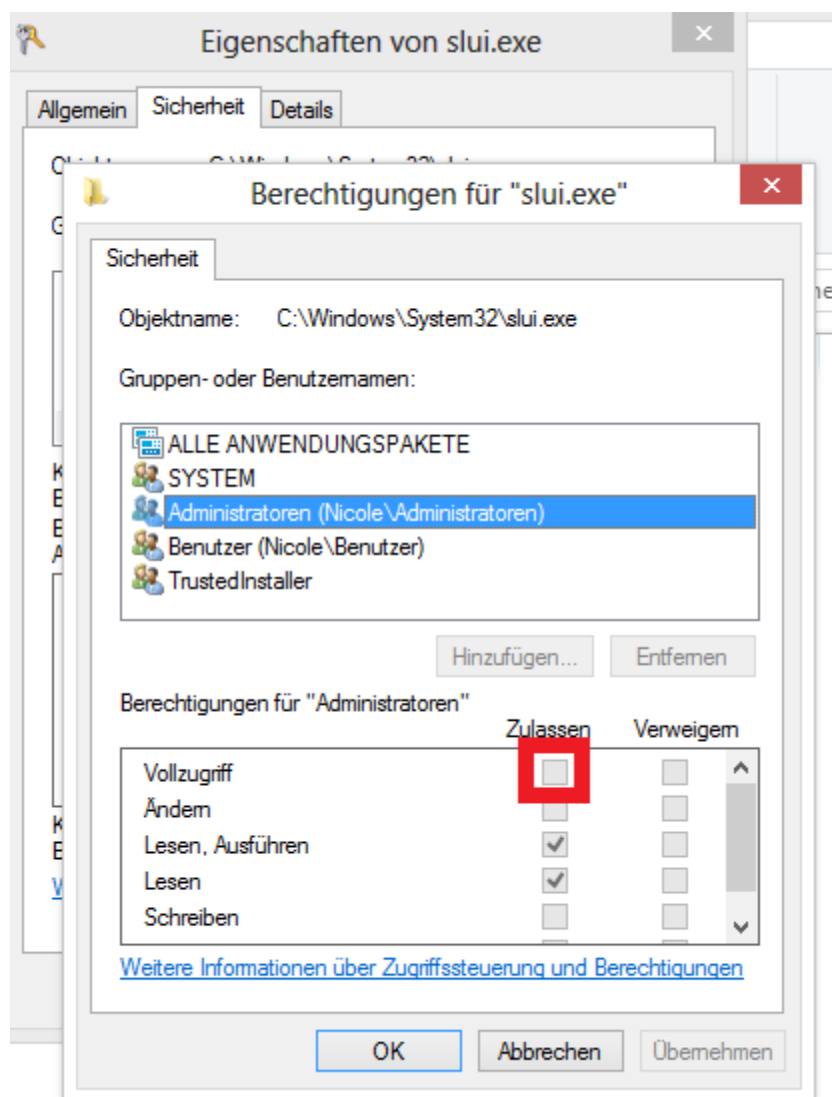 Eigenschaften von slui.exe
Allgemein Sicherheit Details
Berechtigungen für "slui.exe"
Sicherheit
Objektname: C:\Windows\System32\slui.exe
Gruppen- oder Benutzernamen:
ALLE ANWENDUNGSPAKETE
SYSTEM
Administratoren (Nicole\Administratoren)
Benutzer (Nicole\Benutzer)
TrustedInstaller
Hinzufügen... Entfernen
Berechtigungen für "Administratoren"
Zulassen Verweigern
Vollzugriff
Ändern
Lesen, Ausführen
Lesen
Schreiben
Weitere Informationen über Zugriffssteuerung und Berechtigungen
OK Abbrechen Übernehmen